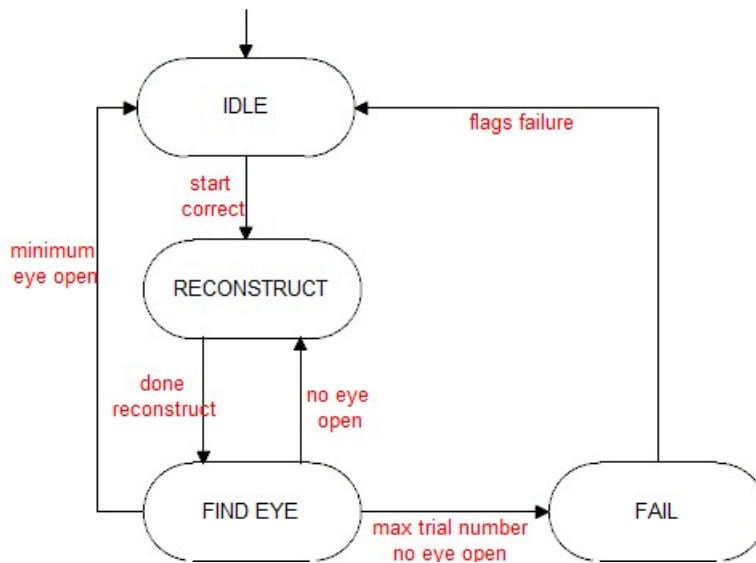 IDLE
flags failure
start
correct
minimum
eye open
RECONSTRUCT
done
reconstruct
no eye
open
FIND EYE
max trial number
no eye open
FAIL